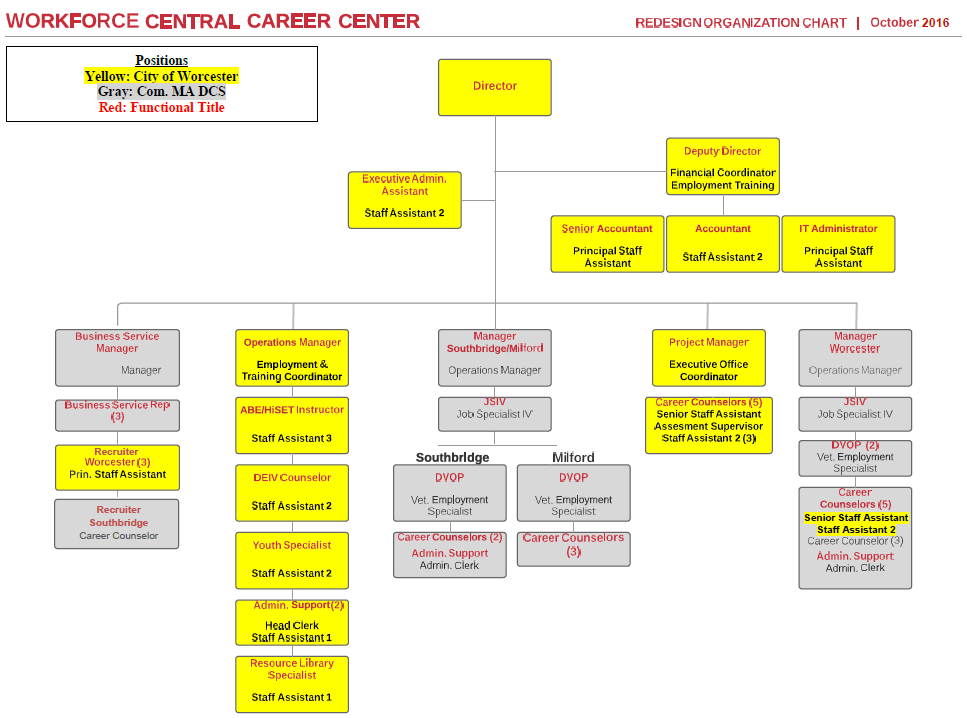 WORKFORCE CENTRAL CAREER CENTER
REDESIGN ORGANIZATION CHART | October 2016
Positions
Yellow: City of Worcester
Gray: Com. MA DCS
Red: Functional Title
Director
Deputy Director
Financial Coordinator
Employment Training
Executive Admin.
Assistant
Staff Assistant 2
Senior Accountant
Principal Staff
Assistant
Accountant
Staff Assistant 2
IT Administrator
Principal Staff
Assistant
Business Service
Manager
Manager
Business Service Rep
(3)
Recruiter
Worcester (3)
Prin. Staff Assistant
Recruiter
Southbridge
Career Counselor
Operations Manager
Employment &
Training Coordinator
ABE/HiSET Instructor
Staff Assistant 3
DEIV Counselor
Staff Assistant 2
Youth Specialist
Staff Assistant 2
Admin. Support(2)
Head Clerk
Staff Assistant 1
Resource Library
Specialist
Staff Assistant 1
Manager
Southbridge/Milford
Operations Manager
JSIV
Job Specialist IV
Southbridge
DVOP
Vet. Employment
Specialist
Career Counselors (2)
Admin. Support
Admin. Clerk
Milford
DVOP
Vet. Employment
Specialist
Career Counselors
(3)
Project Manager
Executive Office
Coordinator
Career Counselors (5)
Senior Staff Assistant
Assesment Supervisor
Staff Assistant 2 (3)
Manager
Worcester
Operations Manager
JSIV
Job Specialist IV
DVOP (2)
Vet. Employment
Specialist
Career
Counselors (5)
Senior Staff Assistant
Staff Assistant 2
Career Counselor (3)
Admin. Support
Admin. Clerk